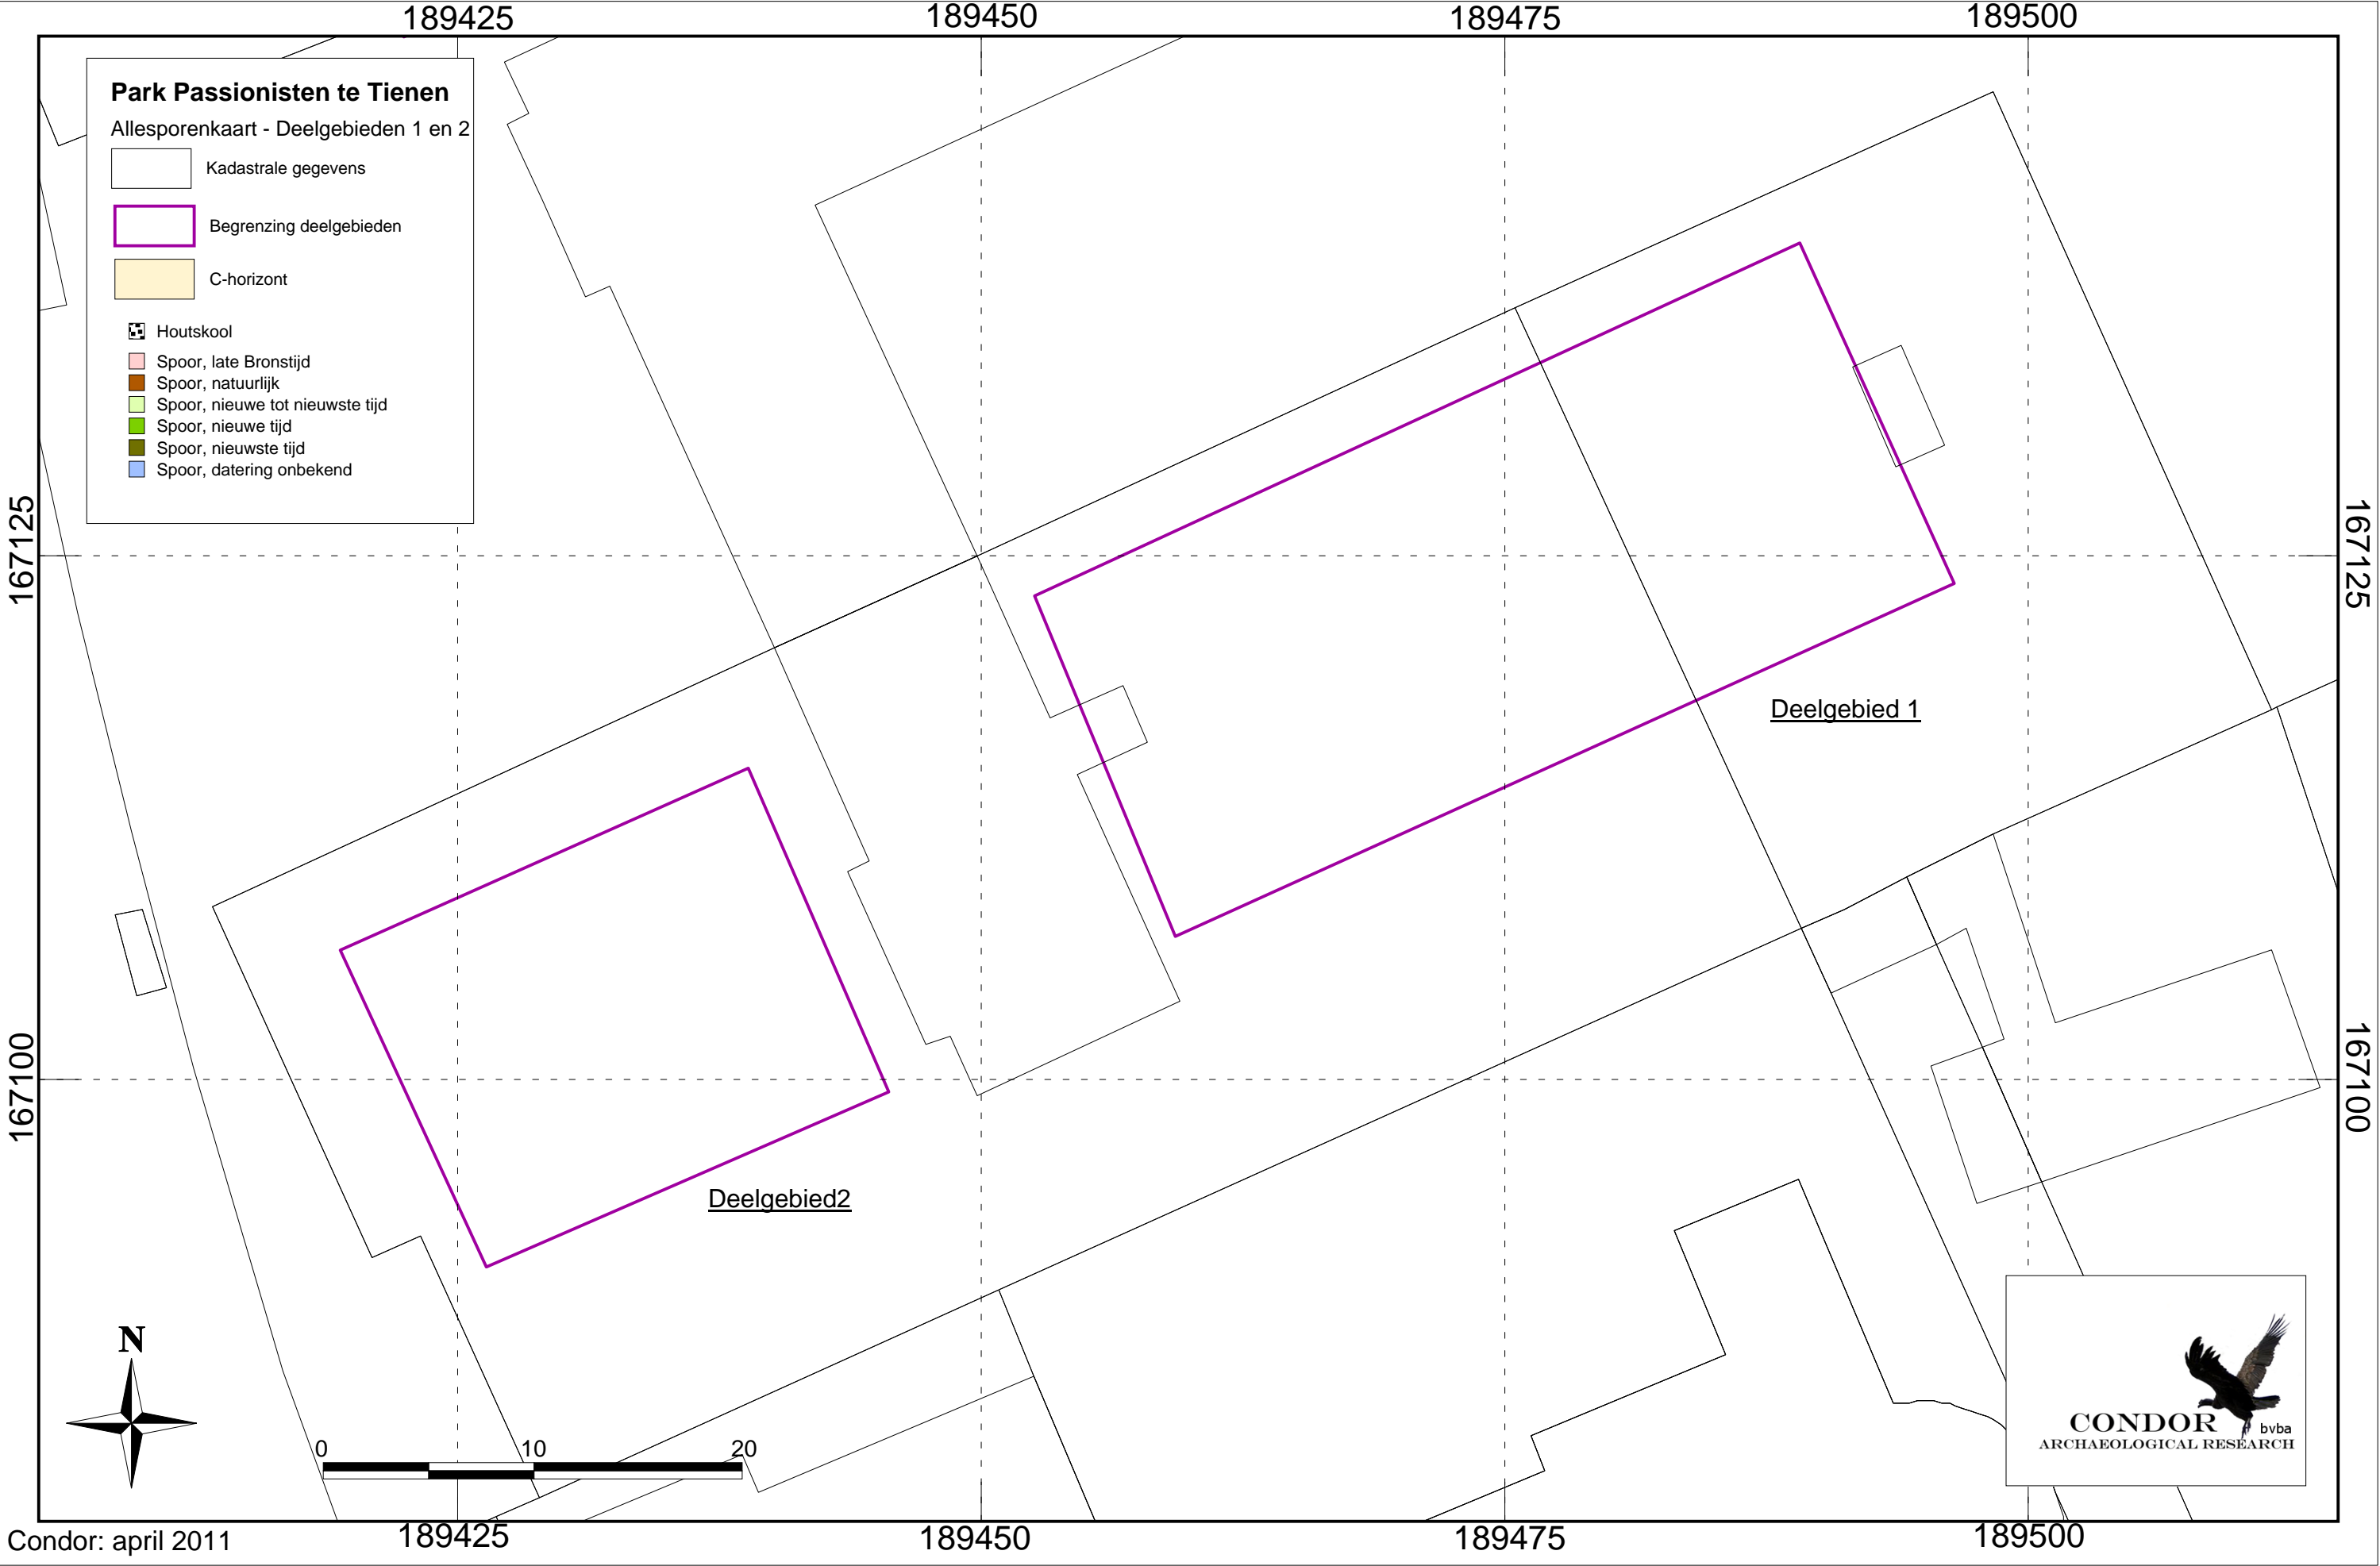 189425 189450 189475 189500
Park Passionisten te Tienen
Allesporenkaart - Deelgebieden 1 en 2
Kadastrale gegevens
Begrenzing deelgebieden
C-horizont
Houtskool
Spoor, late Bronstijd
Spoor, natuurlijk
Spoor, nieuwe tot nieuwste tijd
Spoor, nieuwe tijd
Spoor, nieuwste tijd
Spoor, datering onbekend
167125 167125
Deelgebied 1
167100 167100
Deelgebied2
N
0 10 20
CONDOR bvba
ARCHAEOLOGICAL RESEARCH
189425 189450 189475 189500
Condor: april 2011